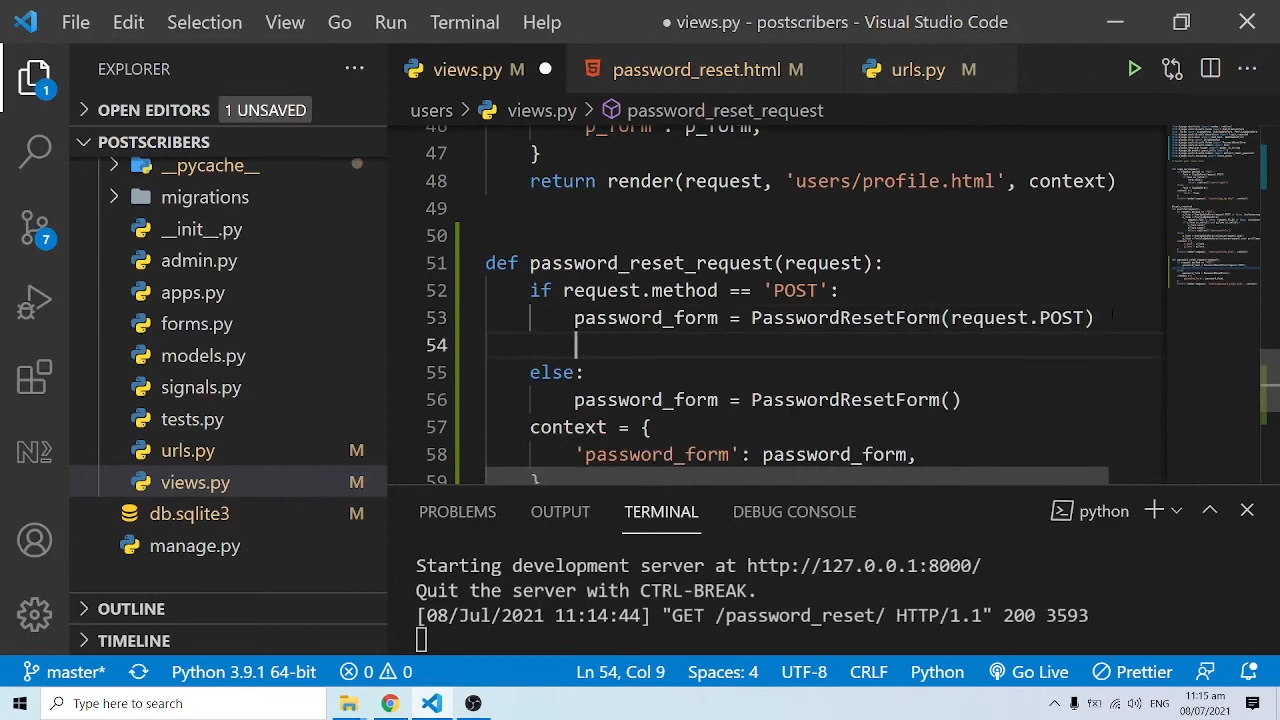 File Edit Selection View Go Run Terminal Help
● views.py - postscribers - Visual Studio Code
EXPLORER ...
views.py M
password_reset.html M
urls.py M
1
OPEN EDITORS 1 UNSAVED
users > views.py > password_reset_request
POSTSCRIBERS
__pycache__
migrations
__init__.py
admin.py
7
apps.py
forms.py
models.py
signals.py
tests.py
urls.py M
views.py M
db.sqlite3 M
manage.py
OUTLINE
TIMELINE
46 'p_form': p_form,
47 }
48 return render(request, 'users/profile.html', context)
49
50
51 def password_reset_request(request):
52 if request.method == 'POST':
53 password_form = PasswordResetForm(request.POST)
54
55 else:
56 password_form = PasswordResetForm()
57 context = {
58 'password_form': password_form,
59 }
PROBLEMS OUTPUT TERMINAL DEBUG CONSOLE
python
Starting development server at http://127.0.0.1:8000/
Quit the server with CTRL-BREAK.
[08/Jul/2021 11:14:44] "GET /password_reset/ HTTP/1.1" 200 3593
master* Python 3.9.1 64-bit 0 0 Ln 54, Col 9 Spaces: 4 UTF-8 CRLF Python Go Live Prettier
Type here to search
ENG
11:15 am
08/07/2021